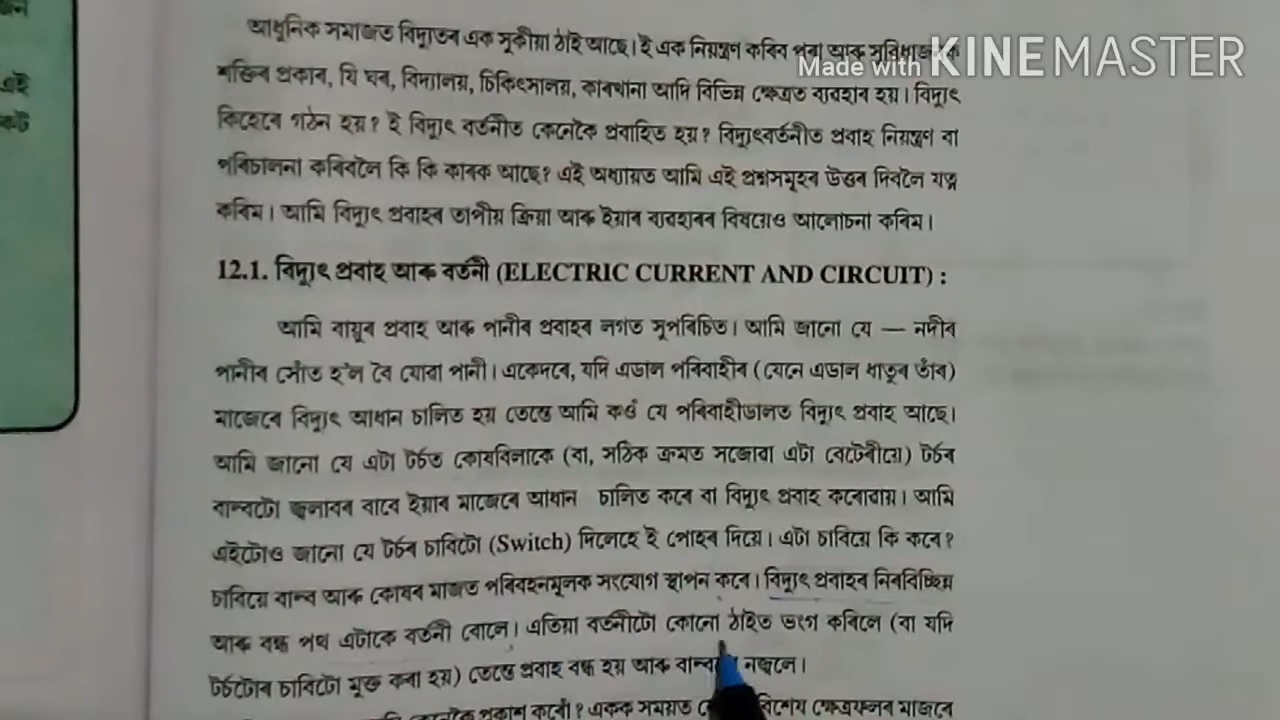 আধুনিক সমাজত বিদ্যুতৰ এক সুকীয়া ঠাই আছে। ই এক নিয়ন্ত্ৰণ কৰিব পৰা আৰু সুবিধাজনক
Made with KINEMASTER
শক্তিৰ প্ৰকাৰ, যি ঘৰ, বিদ্যালয়, চিকিৎসালয়, কাৰখানা আদি বিভিন্ন ক্ষেত্ৰত ব্যৱহাৰ হয়। বিদ্যুৎ
কিহেৰে গঠন হয়? ই বিদ্যুৎ বৰ্তনীত কেনেকৈ প্ৰবাহিত হয়? বিদ্যুৎবৰ্তনীত প্ৰবাহ নিয়ন্ত্ৰণ বা
পৰিচালনা কৰিবলৈ কি কি কাৰক আছে? এই অধ্যায়ত আমি এই প্ৰশ্নসমূহৰ উত্তৰ দিবলৈ যত্ন
কৰিম। আমি বিদ্যুৎ প্ৰবাহৰ তাপীয় ক্ৰিয়া আৰু ইয়াৰ ব্যৱহাৰৰ বিষয়েও আলোচনা কৰিম।
12.1. বিদ্যুৎ প্ৰবাহ আৰু বৰ্তনী (ELECTRIC CURRENT AND CIRCUIT) :
আমি বায়ুৰ প্ৰবাহ আৰু পানীৰ প্ৰবাহৰ লগত সুপৰিচিত। আমি জানো যে — নদীৰ
পানীৰ সোঁত হ'ল বৈ যোৱা পানী। একেদৰে, যদি এডাল পৰিবাহীৰ (যেনে এডাল ধাতুৰ তাঁৰ)
মাজেৰে বিদ্যুৎ আধান চালিত হয় তেন্তে আমি কওঁ যে পৰিবাহীডালত বিদ্যুৎ প্ৰবাহ আছে।
আমি জানো যে এটা টৰ্চত কোষবিলাকে (বা, সঠিক ক্ৰমত সজোৱা এটা বেটেৰীয়ে) টৰ্চৰ
বাল্বটো জ্বলাবৰ বাবে ইয়াৰ মাজেৰে আধান চালিত কৰে বা বিদ্যুৎ প্ৰবাহ কৰোৱায়। আমি
এইটোও জানো যে টৰ্চৰ চাবিটো (Switch) দিলেহে ই পোহৰ দিয়ে। এটা চাবিয়ে কি কৰে?
চাবিয়ে বাল্ব আৰু কোষৰ মাজত পৰিবহনমূলক সংযোগ স্থাপন কৰে। বিদ্যুৎ প্ৰবাহৰ নিৰবিচ্ছিন্ন
আৰু বন্ধ পথ এটাকে বৰ্তনী বোলে। এতিয়া বৰ্তনীটো কোনো ঠাইত ভংগ কৰিলে (বা যদি
টৰ্চটোৰ চাবিটো মুক্ত কৰা হয়) তেন্তে প্ৰবাহ বন্ধ হয় আৰু নজ্বলে।
কেনেকৈ প্ৰকাশ কৰোঁ? একক সময়ত বিশেষ ক্ষেত্ৰফলৰ মাজৰে
এই